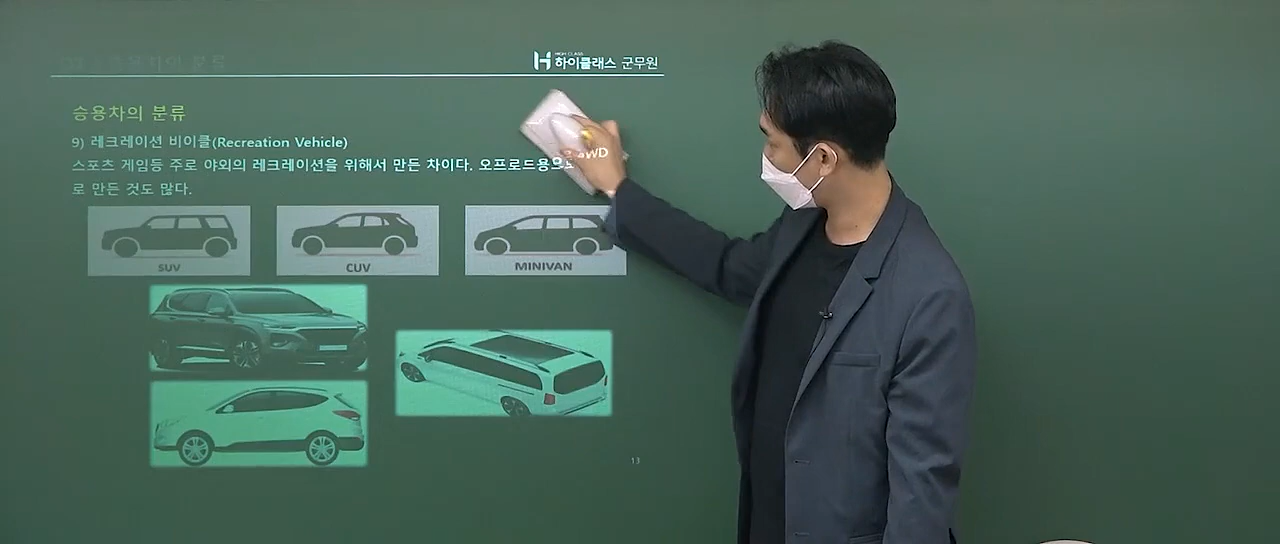 HIGH CLASS
하이클래스 군무원
승용차의 분류
9) 레크레이션 비이클(Recreation Vehicle)
스포츠 게임등 주로 야외의 레크레이션을 위해서 만든 차이다. 오프로드용으로 4WD
로 만든 것도 많다.
SUV CUV MINIVAN
13